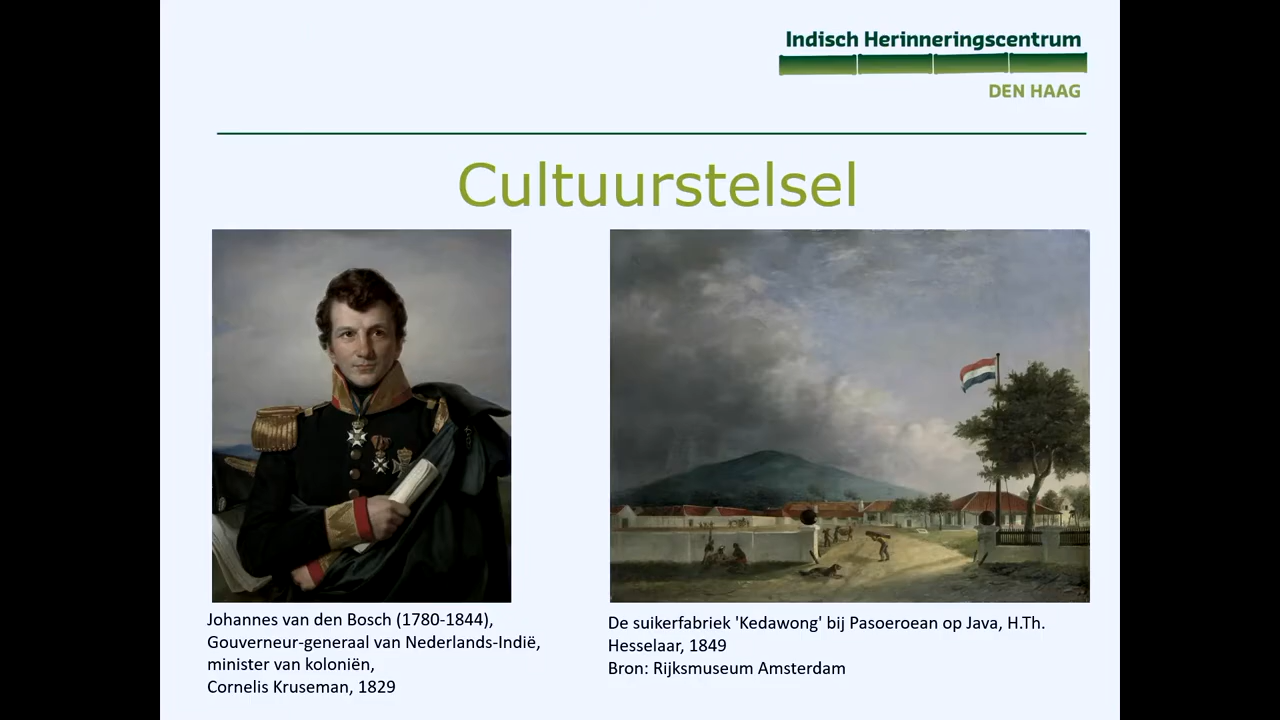 Indisch Herinneringscentrum
DEN HAAG
Cultuurstelsel
Johannes van den Bosch (1780-1844),
Gouverneur-generaal van Nederlands-Indië,
minister van koloniën,
Cornelis Kruseman, 1829
De suikerfabriek 'Kedawong' bij Pasoeroean op Java, H.Th.
Hesselaar, 1849
Bron: Rijksmuseum Amsterdam